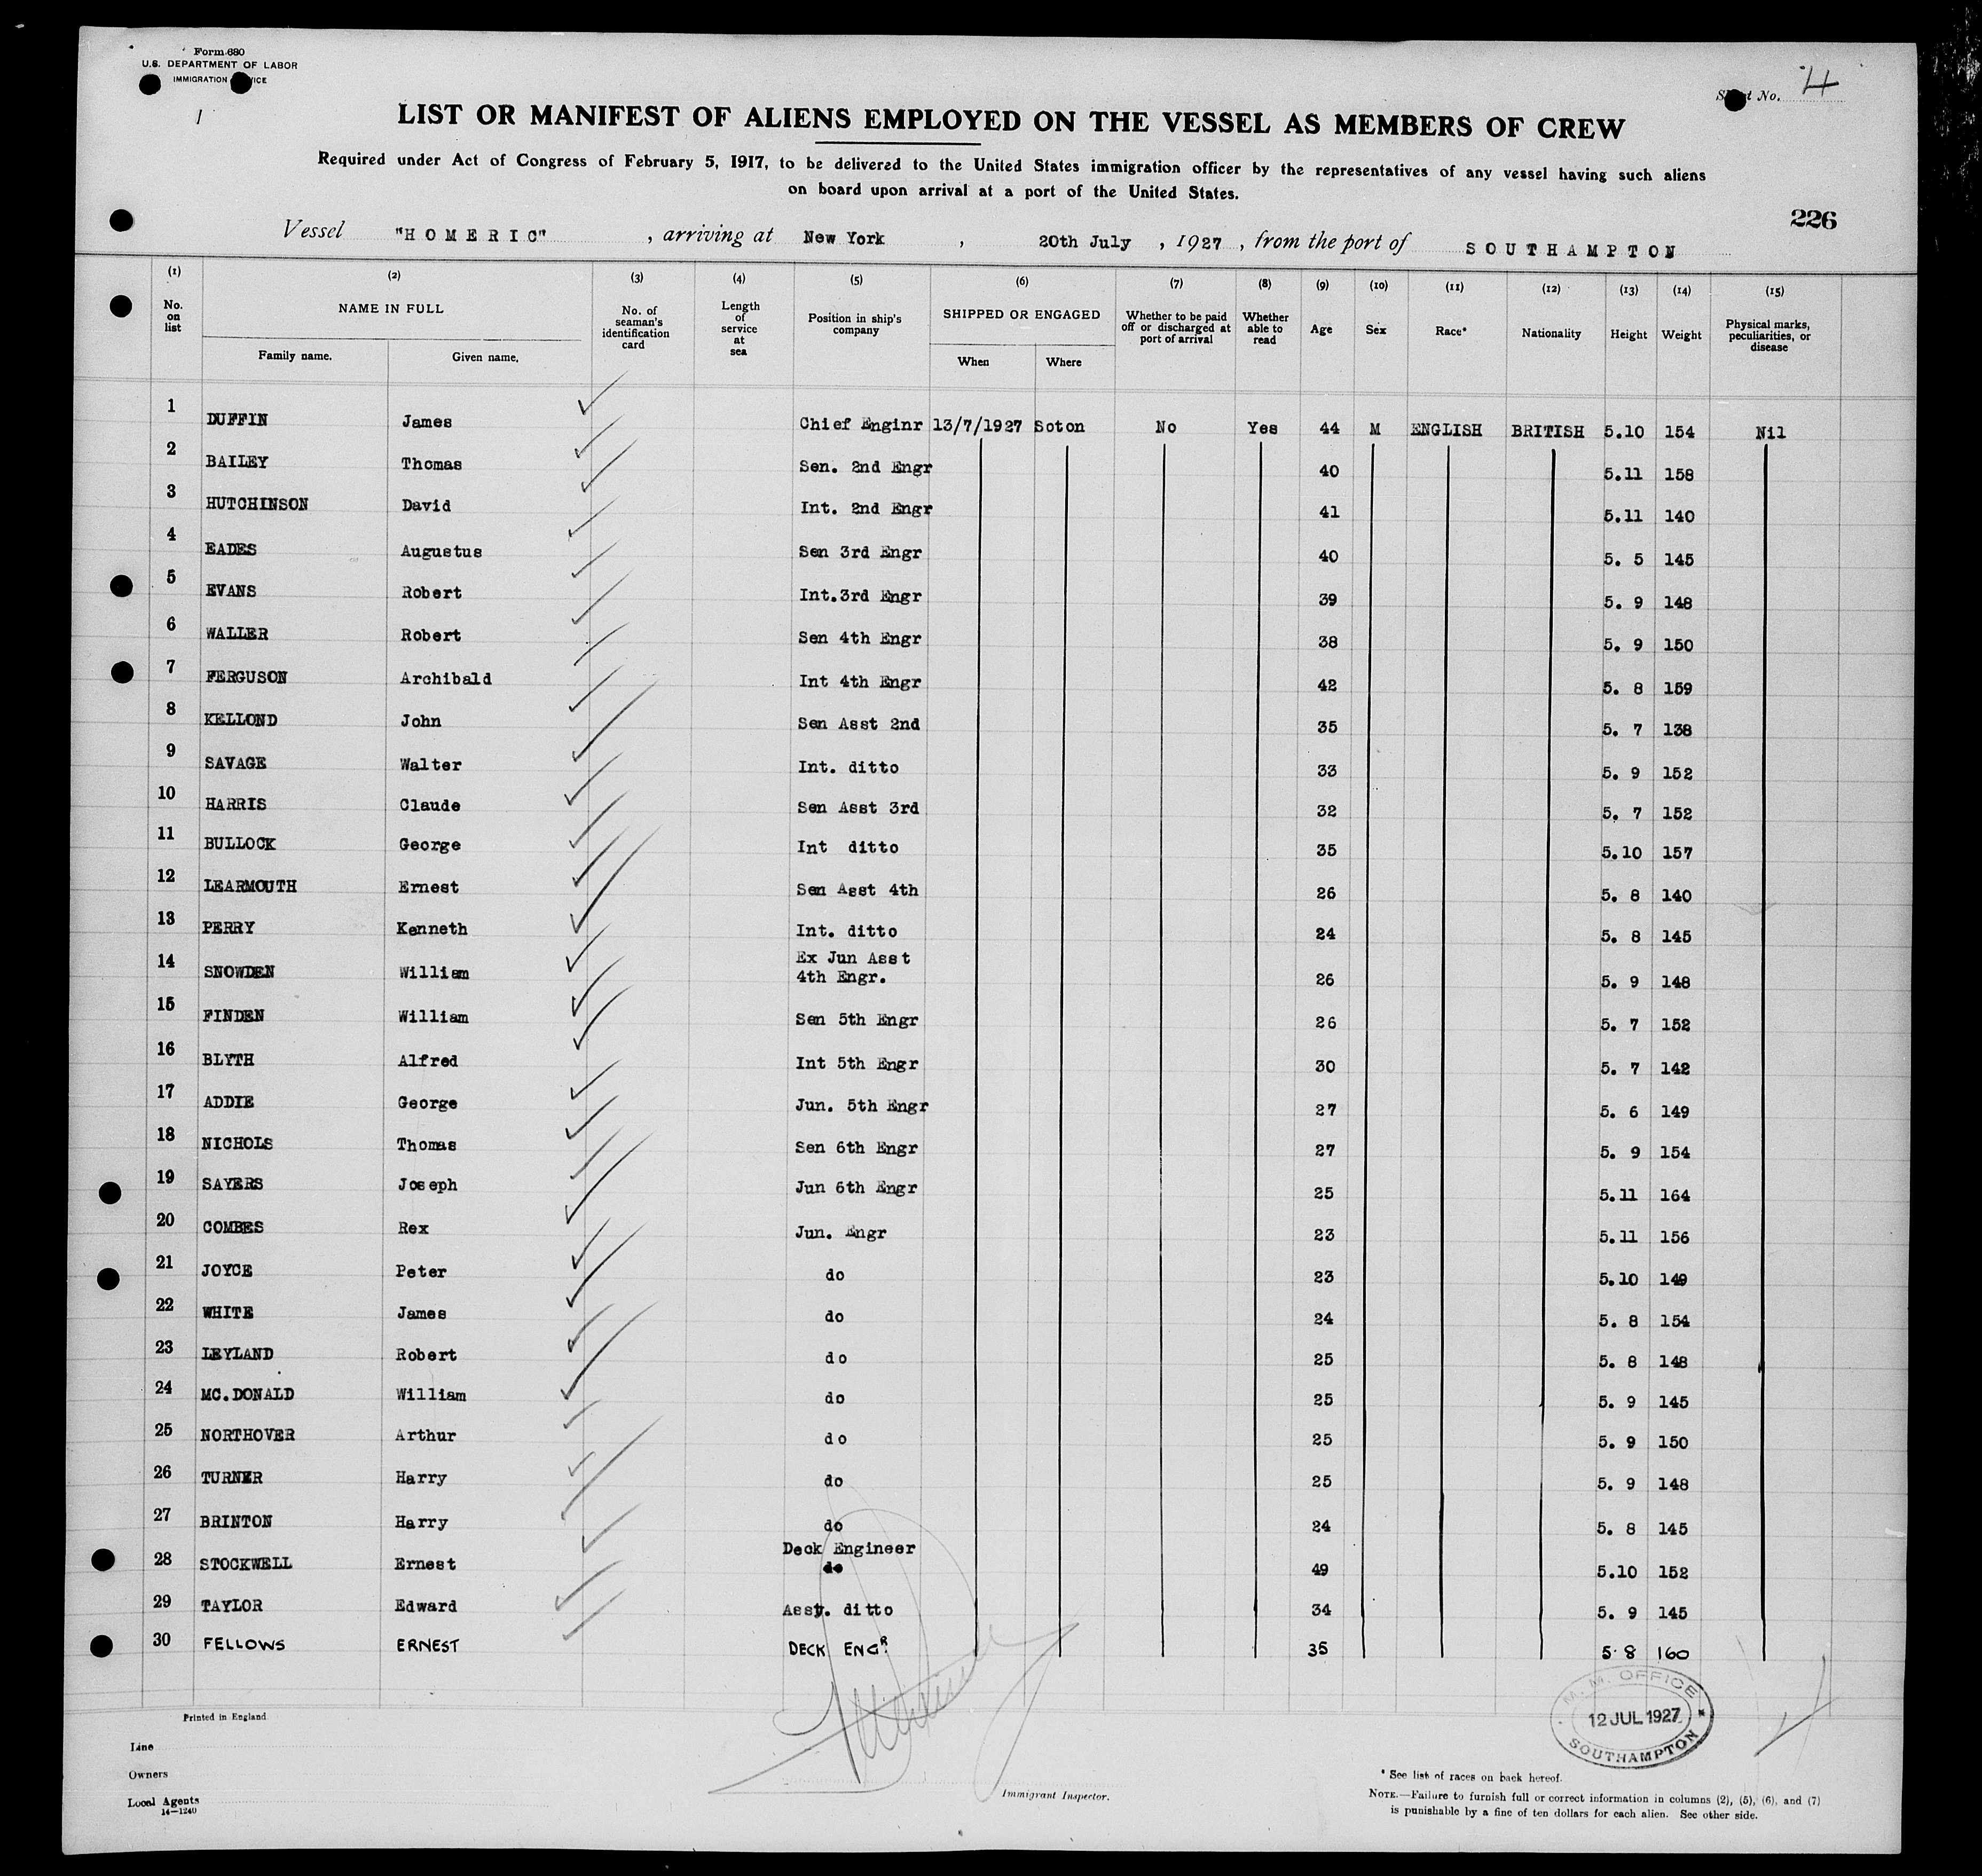 Form 680
U.S. DEPARTMENT OF LABOR
IMMIGRATION
1
Sheet No. 4
LIST OR MANIFEST OF ALIENS EMPLOYED ON THE VESSEL AS MEMBERS OF CREW
Required under Act of Congress of February 5, 1917, to be delivered to the United States immigration officer by the representatives of any vessel having such aliens
on board upon arrival at a port of the United States.
226
Vessel "HOMERIC", arriving at New York, 20th July, 1927, from the port of SOUTHAMPTON
(1) (2) (3) (4) (5) (6) (7) (8) (9) (10) (11) (12) (13) (14) (15)
No. on list NAME IN FULL Family name. Given name. No. of seaman's identification card Length of service at sea Position in ship's company SHIPPED OR ENGAGED When Where Whether to be paid off or discharged at port of arrival Whether able to read Age Sex Race* Nationality Height Weight Physical marks, peculiarities, or disease
1 DUFFIN James Chief Enginr 13/7/1927 Soton No Yes 44 M ENGLISH BRITISH 5.10 154 Nil
2 BAILEY Thomas Sen. 2nd Engr 40 5.11 158
3 HUTCHINSON David Int. 2nd Engr 41 5.11 140
4 EADES Augustus Sen 3rd Engr 40 5. 5 145
5 EVANS Robert Int.3rd Engr 39 5. 9 148
6 WALLER Robert Sen 4th Engr 38 5. 9 150
7 FERGUSON Archibald Int 4th Engr 42 5. 8 159
8 KELLOND John Sen Asst 2nd 35 5. 7 138
9 SAVAGE Walter Int. ditto 33 5. 9 152
10 HARRIS Claude Sen Asst 3rd 32 5. 7 152
11 BULLOCK George Int ditto 35 5.10 157
12 LEARMOUTH Ernest Sen Asst 4th 26 5. 8 140
13 PERRY Kenneth Int. ditto 24 5. 8 145
14 SNOWDEN William Ex Jun Asst 4th Engr. 26 5. 9 148
15 FINDEN William Sen 5th Engr 26 5. 7 152
16 BLYTH Alfred Int 5th Engr 30 5. 7 142
17 ADDIE George Jun. 5th Engr 27 5. 6 149
18 NICHOLS Thomas Sen 6th Engr 27 5. 9 154
19 SAYERS Joseph Jun 6th Engr 25 5.11 164
20 COMBES Rex Jun. Engr 23 5.11 156
21 JOYCE Peter do 23 5.10 149
22 WHITE James do 24 5. 8 154
23 LEYLAND Robert do 25 5. 8 148
24 MC.DONALD William do 25 5. 9 145
25 NORTHOVER Arthur do 25 5. 9 150
26 TURNER Harry do 25 5. 9 148
27 BRINTON Harry do 24 5. 8 145
28 STOCKWELL Ernest Deck Engineer do 49 5.10 152
29 TAYLOR Edward Asst. ditto 34 5. 9 145
30 FELLOWS ERNEST DECK ENGR. 35 5.8 160
M. M. OFFICE
12 JUL 1927
SOUTHAMPTON
Printed in England
Line
Owners
Local Agents
14—1240
Immigrant Inspector.
* See list of races on back hereof.
NOTE.—Failure to furnish full or correct information in columns (2), (5), (6), and (7)
is punishable by a fine of ten dollars for each alien. See other side.